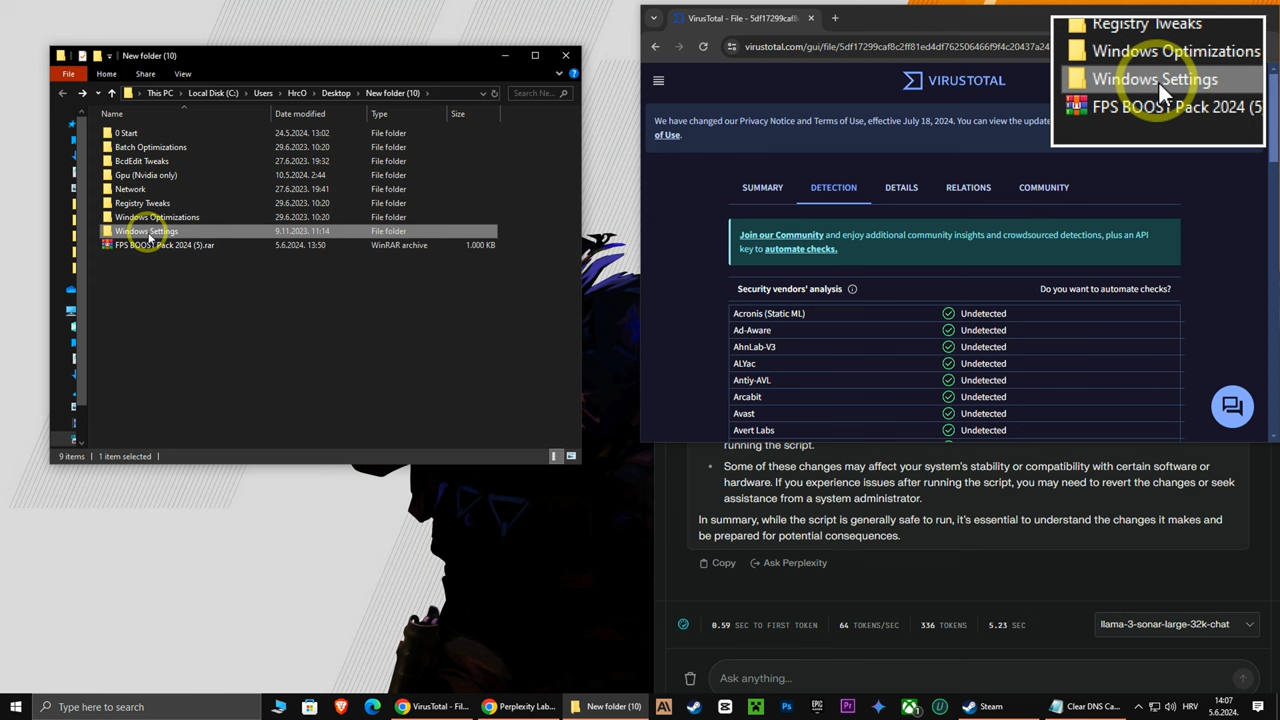 New folder (10)
File
Home
Share
View
This PC > Local Disk (C:) > Users > HrcO > Desktop > New folder (10) >
Search Ne...
Name
Date modified
Type
Size
0 Start
24.5.2024. 13:02
File folder
Batch Optimizations
29.6.2023. 10:20
File folder
BcdEdit Tweaks
27.6.2023. 19:32
File folder
Gpu (Nvidia only)
10.5.2024. 2:44
File folder
Network
27.6.2023. 19:41
File folder
Registry Tweaks
29.6.2023. 10:20
File folder
Windows Optimizations
29.6.2023. 10:20
File folder
Windows Settings
9.11.2023. 11:14
File folder
FPS BOOST Pack 2024 (5).rar
5.6.2024. 13:50
WinRAR archive
1.000 KB
9 items
1 item selected
VirusTotal - File - 5df17299caf8
virustotal.com/gui/file/5df17299caf8c2ff81ed4df762506466f9f4c20437a24
Registry Tweaks
Windows Optimizations
Windows Settings
FPS BOOST Pack 2024 (5)
VIRUSTOTAL
We have changed our Privacy Notice and Terms of Use, effective July 18, 2024. You can view the update
of Use.
SUMMARY
DETECTION
DETAILS
RELATIONS
COMMUNITY
Join our Community and enjoy additional community insights and crowdsourced detections, plus an API
key to automate checks.
Security vendors' analysis
Do you want to automate checks?
Acronis (Static ML)
Undetected
Ad-Aware
Undetected
AhnLab-V3
Undetected
ALYac
Undetected
Antiy-AVL
Undetected
Arcabit
Undetected
Avast
Undetected
Avert Labs
Undetected
running the script.
• Some of these changes may affect your system's stability or compatibility with certain software or
hardware. If you experience issues after running the script, you may need to revert the changes or seek
assistance from a system administrator.
In summary, while the script is generally safe to run, it's essential to understand the changes it makes and
be prepared for potential consequences.
Copy
Ask Perplexity
0.59 SEC TO FIRST TOKEN
64 TOKENS/SEC
336 TOKENS
5.23 SEC
llama-3-sonar-large-32k-chat
Ask anything...
Type here to search
VirusTotal - Fil...
Perplexity Lab...
New folder (10)
Steam
Clear DNS Ca...
HRV
14:07
5.6.2024.